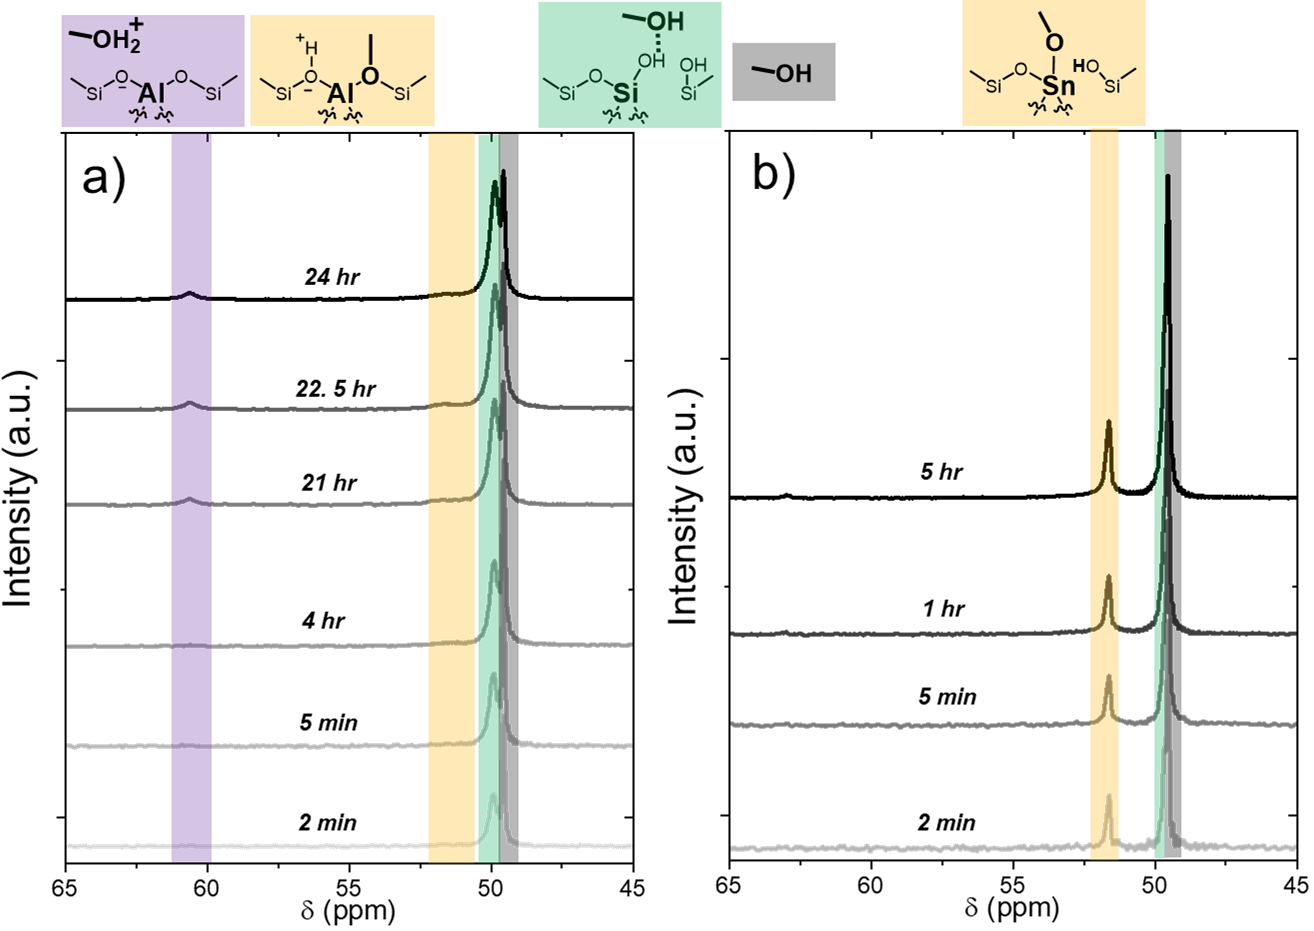 OH2+
Si O − Al O Si
+
H
Si O − Al O Si
OH
OH
Si O Si OH
Si
OH
O
Si O Sn HO Si
a)
24 hr
22. 5 hr
21 hr
4 hr
5 min
2 min
65 60 55 50 45
δ (ppm)
Intensity (a.u.)
b)
5 hr
1 hr
5 min
2 min
65 60 55 50 45
δ (ppm)
Intensity (a.u.)